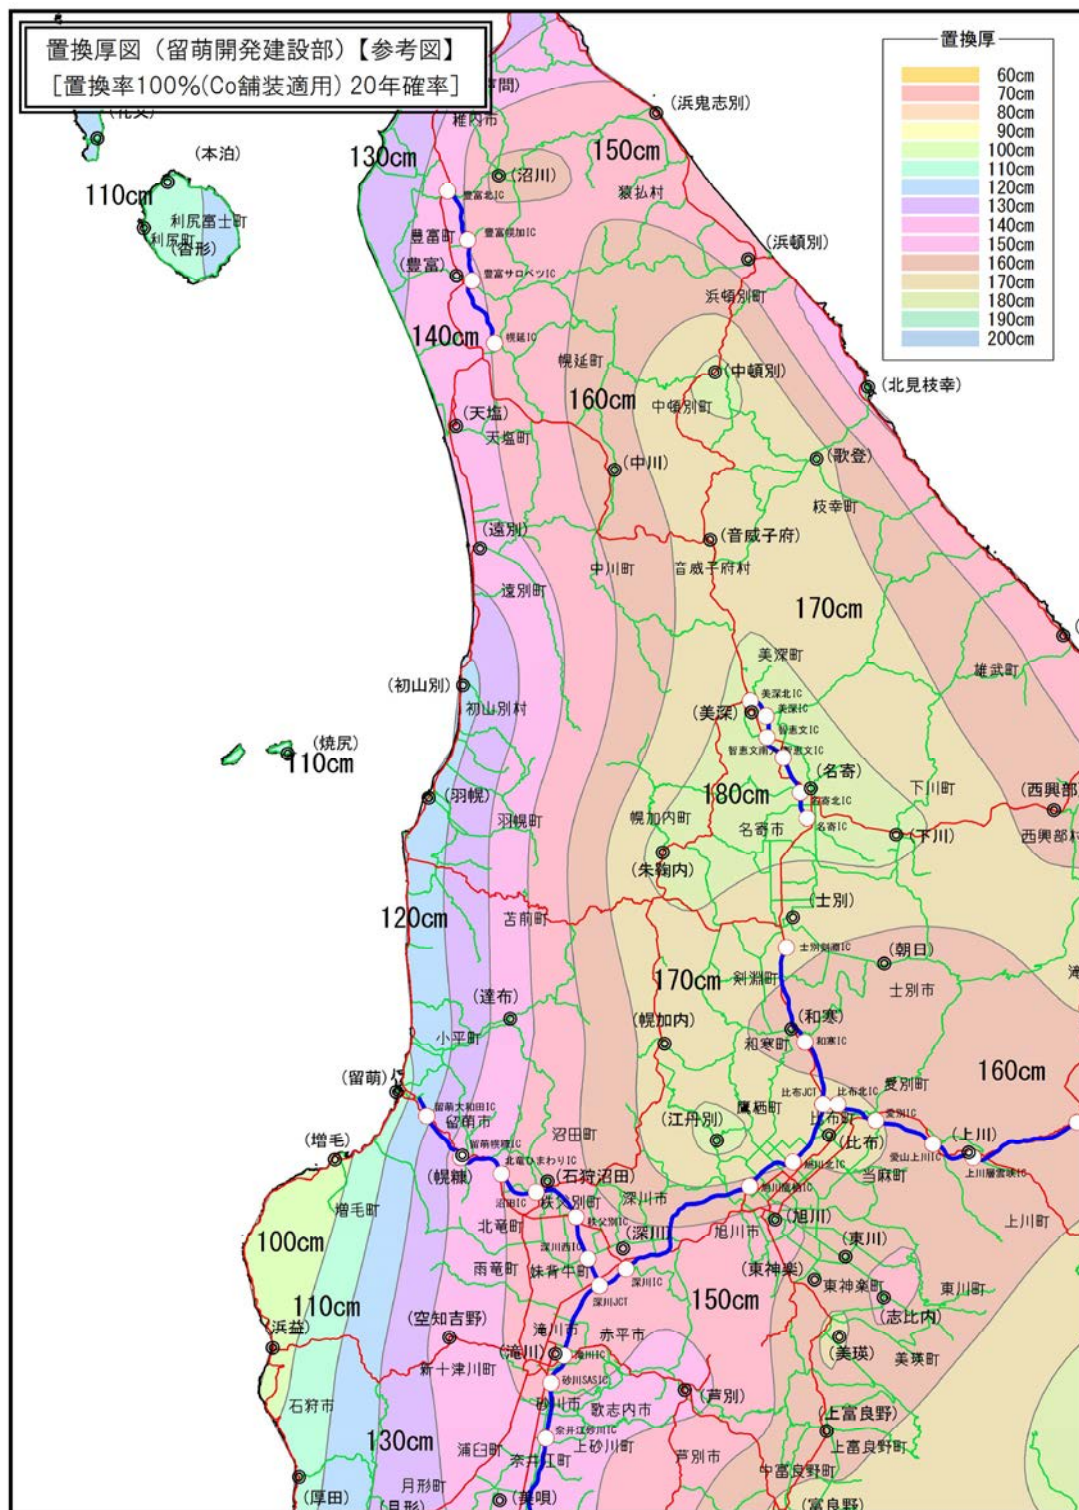 置換厚図（留萌開発建設部）【参考図】
[置換率100%(Co舗装適用) 20年確率]
置換厚
60cm
70cm
80cm
90cm
100cm
110cm
120cm
130cm
140cm
150cm
160cm
170cm
180cm
190cm
200cm
稚内市
(浜鬼志別)
130cm
150cm
(本泊)
(沼川)
110cm
豊富北IC
猿払村
利尻富士町
利尻町
(沓形)
豊富町
豊富幌加IC
(浜頓別)
(豊富)
豊富サロベツIC
浜頓別町
140cm
幌延IC
幌延町
(中頓別)
(北見枝幸)
160cm
中頓別町
(天塩)
天塩町
(中川)
(歌登)
枝幸町
(遠別)
(音威子府)
中川町
音威子府村
遠別町
170cm
美深町
雄武町
(初山別)
初山別村
美深北IC
(美深)
美深IC
智恵文IC
(焼尻)
110cm
智恵文南IC
(名寄)
180cm
(羽幌)
名寄北IC
下川町
(西興部)
羽幌町
幌加内町
名寄市
名寄IC
(下川)
西興部村
(朱鞠内)
120cm
苫前町
(士別)
士別剣淵IC
(朝日)
170cm
剣淵町
士別市
(達布)
(幌加内)
(和寒)
小平町
和寒町
和寒IC
160cm
(留萌)
比布JCT
比布北IC
愛別町
留萌大和田IC
留萌市
鷹栖町
比布町
愛別IC
(増毛)
留萌幌糠IC
沼田町
(江丹別)
(比布)
(上川)
北竜ひまわりIC
旭川北IC
愛山上川IC
上川層雲峡IC
(幌糠)
(石狩沼田)
当麻町
増毛町
沼田IC
秩父別町
深川市
旭川鷹栖IC
上川町
北竜町
秩父別IC
旭川市
(旭川)
100cm
深川西IC
(深川)
(東川)
雨竜町
妹背牛町
深川IC
(東神楽)
東神楽町
東川町
110cm
深川JCT
150cm
(志比内)
(浜益)
(空知吉野)
滝川市
赤平市
(美瑛)
美瑛町
新十津川町
(滝川)
滝川IC
石狩市
砂川SASIC
砂川市
歌志内市
(芦別)
(上富良野)
130cm
奈井江砂川IC
浦臼町
上砂川町
上富良野町
奈井江町
芦別市
月形町
中富良野町
(厚田)
(月形)
(美唄)
(富良野)